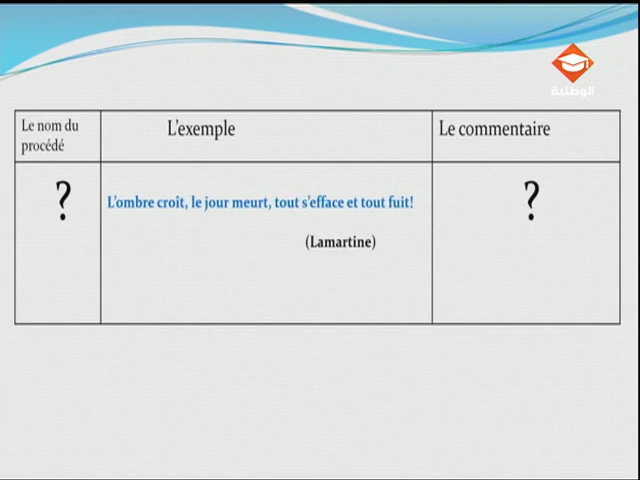 الوطنية
Le nom du
procédé
L'exemple
Le commentaire
?
L'ombre croît, le jour meurt, tout s'efface et tout fuit!
(Lamartine)
?